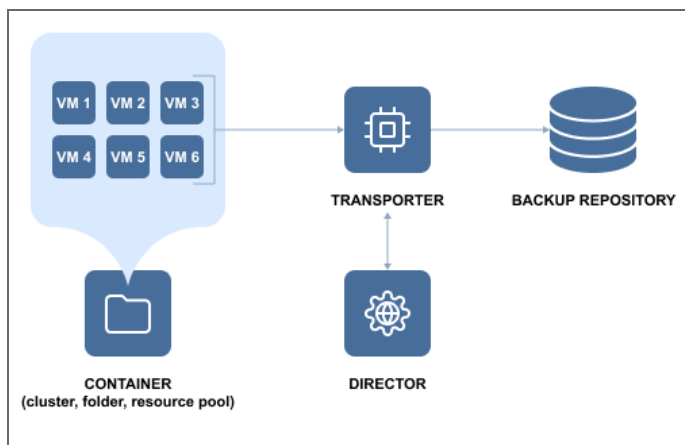 VM 1
VM 2
VM 3
VM 4
VM 5
VM 6
TRANSPORTER
BACKUP REPOSITORY
CONTAINER
(cluster, folder, resource pool)
DIRECTOR